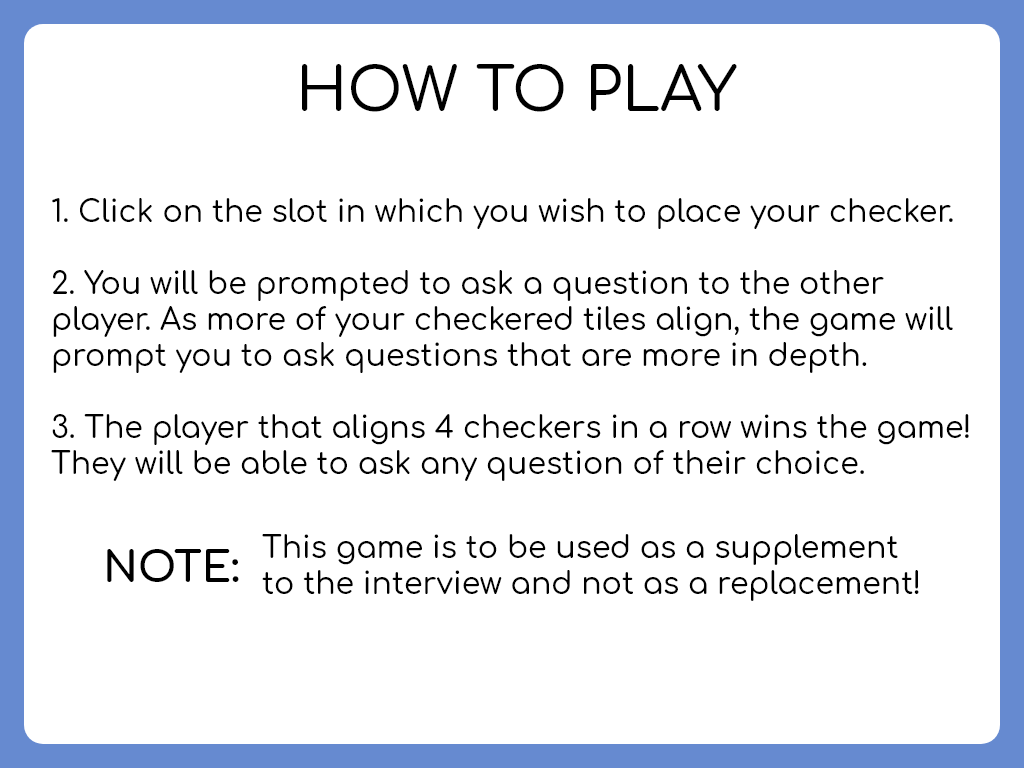 HOW TO PLAY
1. Click on the slot in which you wish to place your checker.
2. You will be prompted to ask a question to the other
player. As more of your checkered tiles align, the game will
prompt you to ask questions that are more in depth.
3. The player that aligns 4 checkers in a row wins the game!
They will be able to ask any question of their choice.
NOTE: This game is to be used as a supplement
to the interview and not as a replacement!